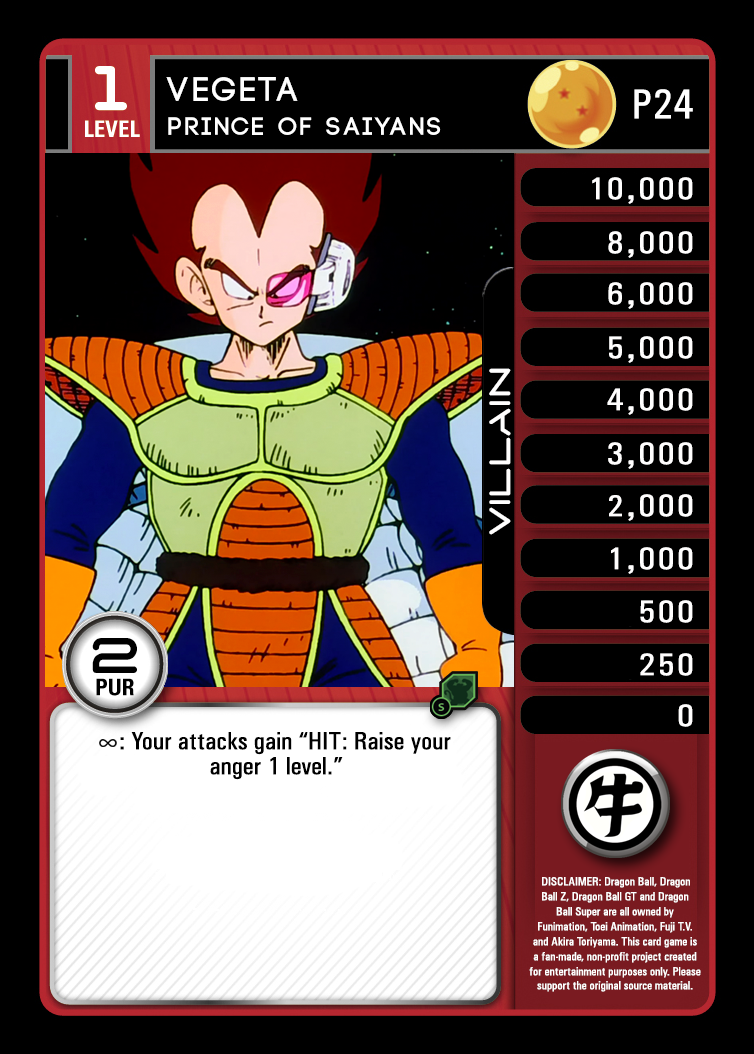 1
LEVEL
VEGETA
PRINCE OF SAIYANS
P24
10,000
8,000
6,000
5,000
4,000
3,000
2,000
1,000
500
250
0
VILLAIN
2
PUR
S
∞: Your attacks gain “HIT: Raise your
anger 1 level.”
牛
DISCLAIMER: Dragon Ball, Dragon
Ball Z, Dragon Ball GT and Dragon
Ball Super are all owned by
Funimation, Toei Animation, Fuji T.V.
and Akira Toriyama. This card game is
a fan-made, non-profit project created
for entertainment purposes only. Please
support the original source material.